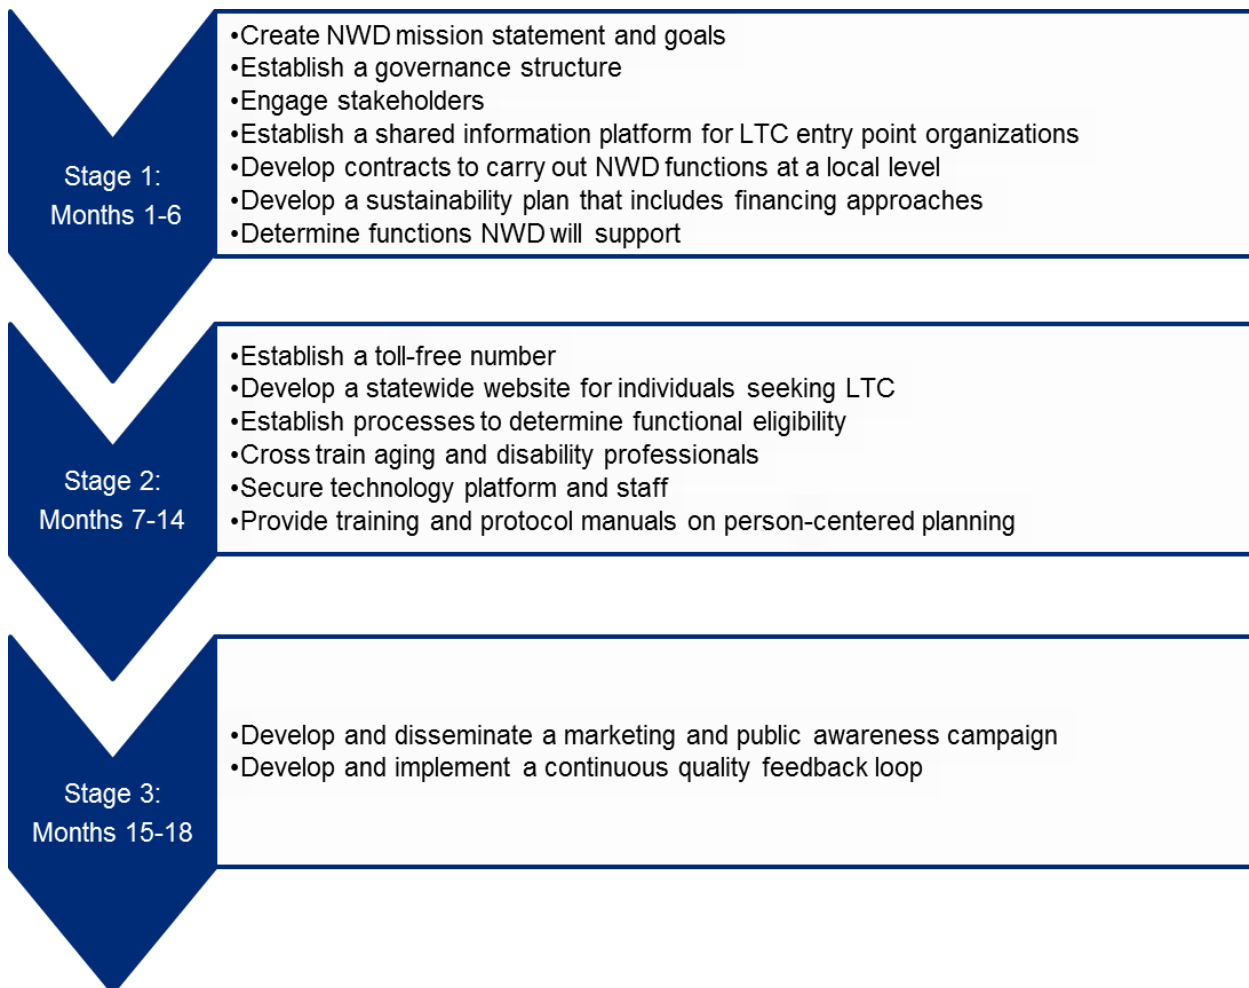 Stage 1:
Months 1-6
•Create NWD mission statement and goals
•Establish a governance structure
•Engage stakeholders
•Establish a shared information platform for LTC entry point organizations
•Develop contracts to carry out NWD functions at a local level
•Develop a sustainability plan that includes financing approaches
•Determine functions NWD will support
Stage 2:
Months 7-14
•Establish a toll-free number
•Develop a statewide website for individuals seeking LTC
•Establish processes to determine functional eligibility
•Cross train aging and disability professionals
•Secure technology platform and staff
•Provide training and protocol manuals on person-centered planning
Stage 3:
Months 15-18
•Develop and disseminate a marketing and public awareness campaign
•Develop and implement a continuous quality feedback loop